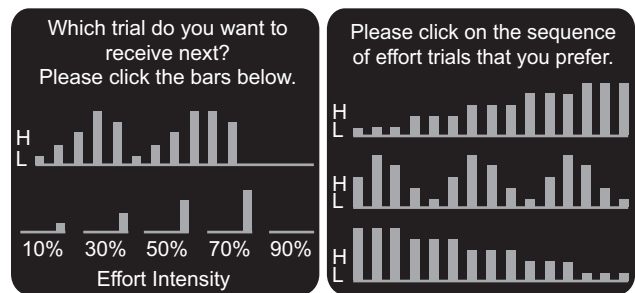 Which trial do you want to
receive next?
Please click the bars below.
H
L
10% 30% 50% 70% 90%
Effort Intensity
Please click on the sequence
of effort trials that you prefer.
H
L
H
L
H
L